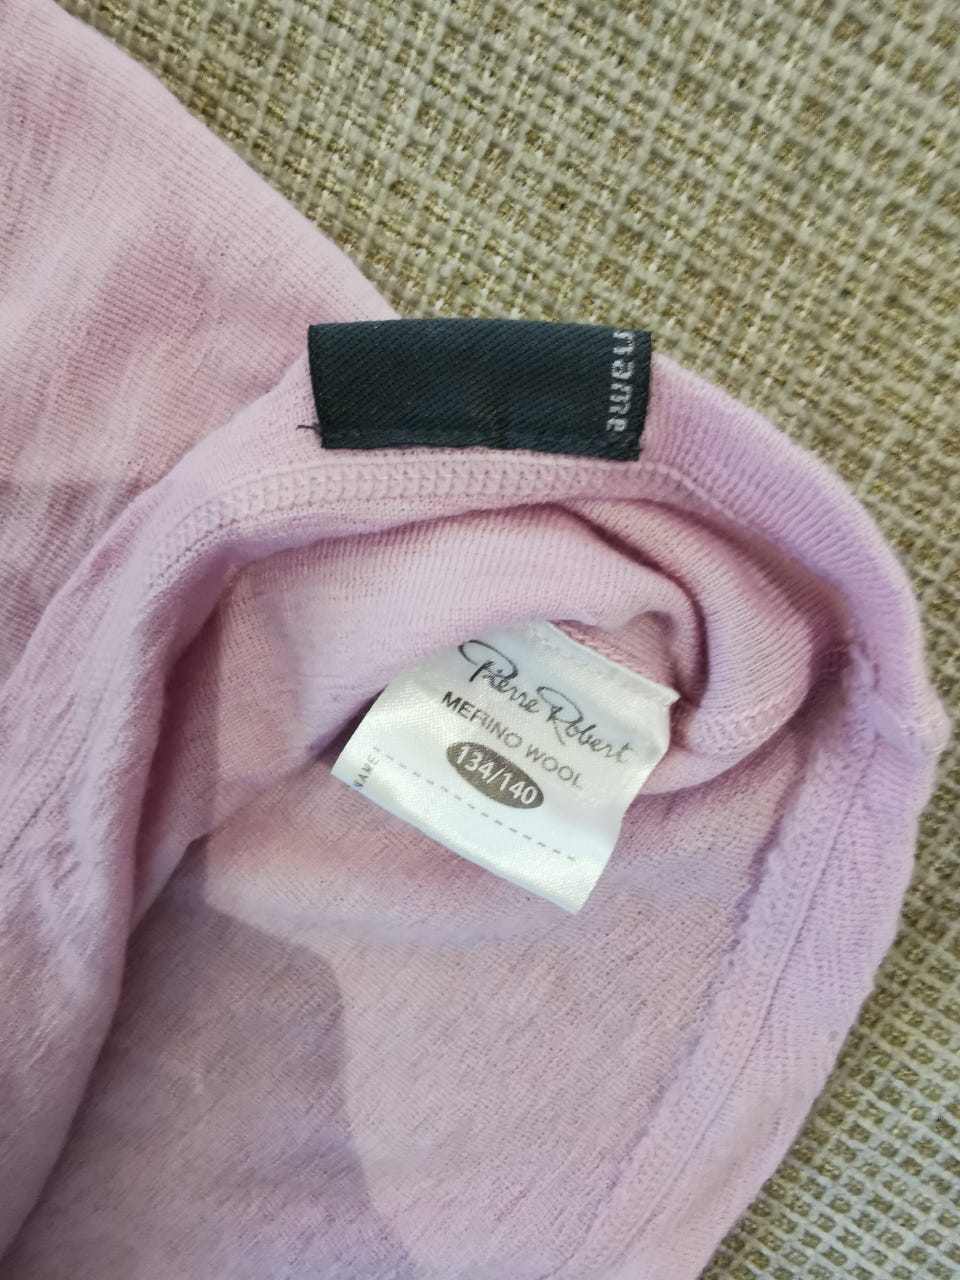 name
Pierre Robert
MERINO WOOL
134/140
NAME: